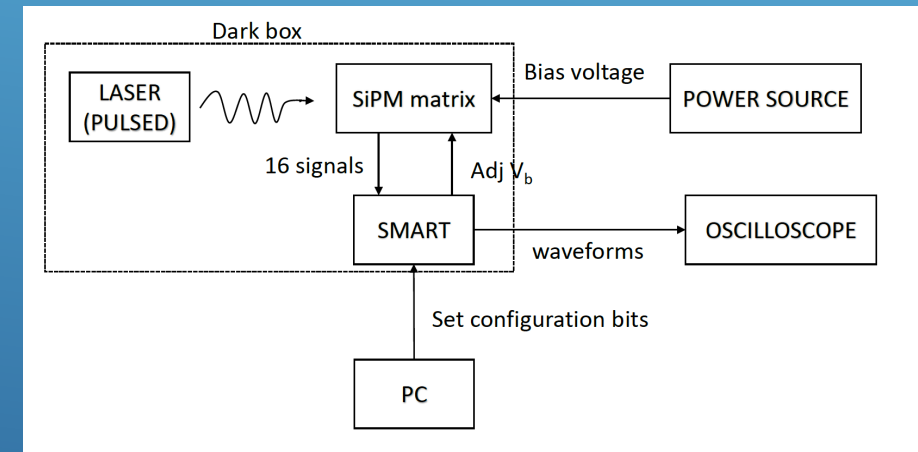 Dark box
LASER
(PULSED)
SiPM matrix
Bias voltage
POWER SOURCE
16 signals
Adj Vb
SMART
waveforms
OSCILLOSCOPE
Set configuration bits
PC